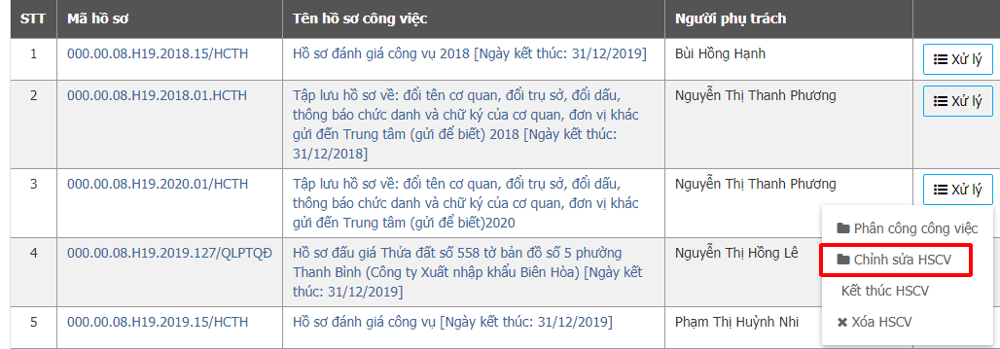 STT Mã hồ sơ Tên hồ sơ công việc Người phụ trách
1 000.00.08.H19.2018.15/HCTH Hồ sơ đánh giá công vụ 2018 [Ngày kết thúc: 31/12/2019] Bùi Hồng Hạnh Xử lý
2 000.00.08.H19.2018.01.HCTH Tập lưu hồ sơ về: đổi tên cơ quan, đổi trụ sở, đổi dấu, Nguyễn Thị Thanh Phương Xử lý
thông báo chức danh và chữ ký của cơ quan, đơn vị khác
gửi đến Trung tâm (gửi để biết) 2018 [Ngày kết thúc:
31/12/2018]
3 000.00.08.H19.2020.01/HCTH Tập lưu hồ sơ về: đổi tên cơ quan, đổi trụ sở, đổi dấu, Nguyễn Thị Thanh Phương Xử lý
thông báo chức danh và chữ ký của cơ quan, đơn vị khác
gửi đến Trung tâm (gửi để biết)2020
Phân công công việc
4 000.00.08.H19.2019.127/QLPTQĐ Hồ sơ đấu giá Thửa đất số 558 tờ bản đồ số 5 phường Nguyễn Thị Hồng Lê
Thanh Bình (Công ty Xuất nhập khẩu Biên Hòa) [Ngày kết
thúc: 31/12/2019]
Chỉnh sửa HSCV
Kết thúc HSCV
5 000.00.08.H19.2019.15/HCTH Hồ sơ đánh giá công vụ [Ngày kết thúc: 31/12/2019] Phạm Thị Huỳnh Nhi
Xóa HSCV